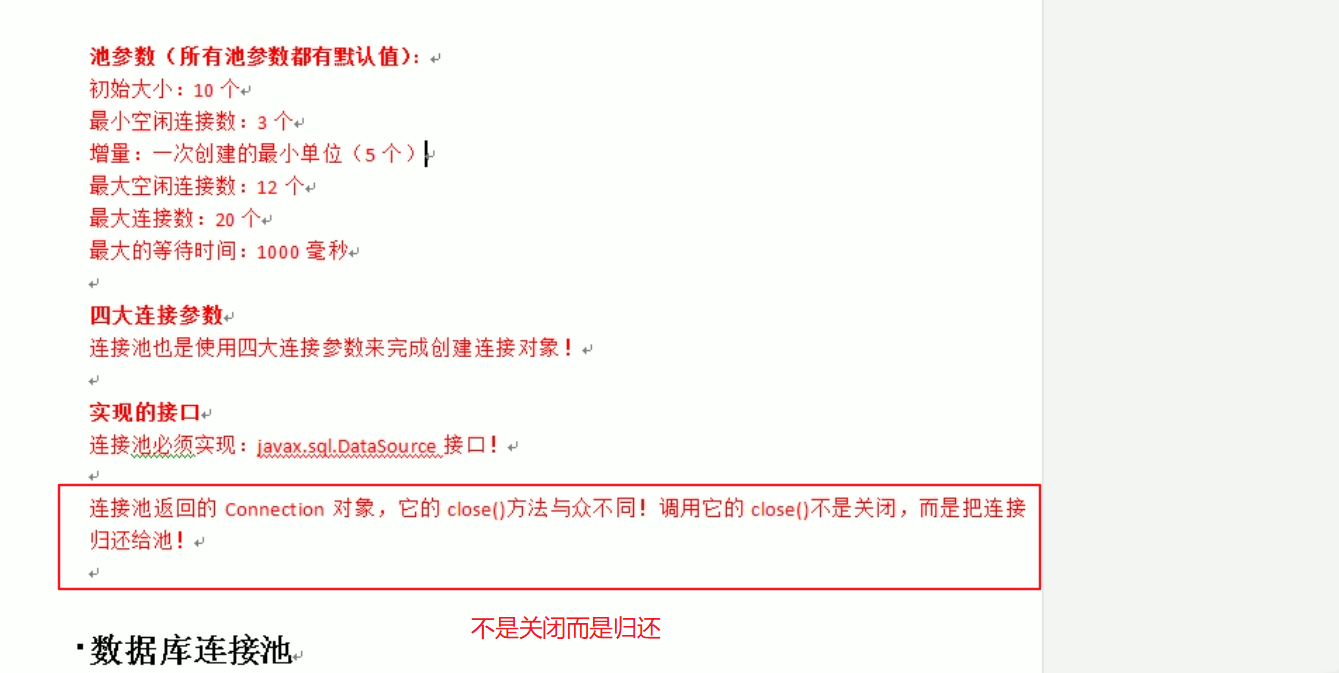 池参数（所有池参数都有默认值）：
初始大小：10 个
最小空闲连接数：3 个
增量：一次创建的最小单位（5 个）
最大空闲连接数：12 个
最大连接数：20 个
最大的等待时间：1000 毫秒
四大连接参数
连接池也是使用四大连接参数来完成创建连接对象！
实现的接口
连接池必须实现：javax.sql.DataSource 接口！
连接池返回的 Connection 对象，它的 close()方法与众不同！调用它的 close()不是关闭，而是把连接
归还给池！
不是关闭而是归还
数据库连接池